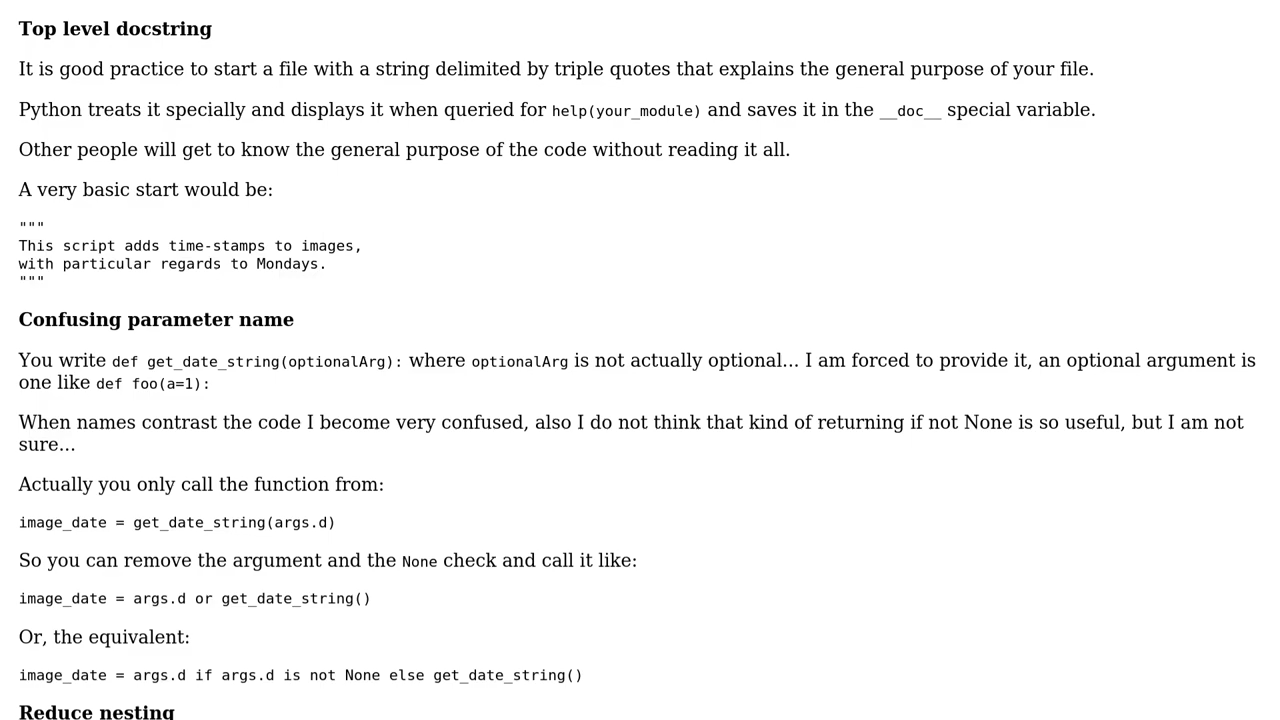 Top level docstring
It is good practice to start a file with a string delimited by triple quotes that explains the general purpose of your file.
Python treats it specially and displays it when queried for help(your_module) and saves it in the __doc__ special variable.
Other people will get to know the general purpose of the code without reading it all.
A very basic start would be:
"""
This script adds time-stamps to images,
with particular regards to Mondays.
"""
Confusing parameter name
You write def get_date_string(optionalArg): where optionalArg is not actually optional... I am forced to provide it, an optional argument is
one like def foo(a=1):
When names contrast the code I become very confused, also I do not think that kind of returning if not None is so useful, but I am not
sure...
Actually you only call the function from:
image_date = get_date_string(args.d)
So you can remove the argument and the None check and call it like:
image_date = args.d or get_date_string()
Or, the equivalent:
image_date = args.d if args.d is not None else get_date_string()
Reduce nesting